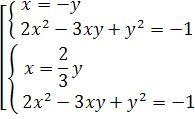 x = −y
2x² − 3xy + y² = −1
x = 2/3 y
2x² − 3xy + y² = −1